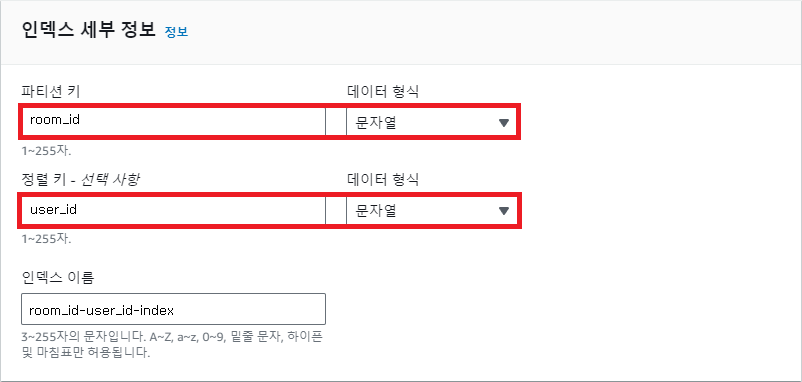 인덱스 세부 정보 정보
파티션 키 데이터 형식
room_id 문자열
1~255자.
정렬 키 - 선택 사항 데이터 형식
user_id 문자열
1~255자.
인덱스 이름
room_id-user_id-index
3~255자의 문자입니다. A~Z, a~z, 0~9, 밑줄 문자, 하이픈
및 마침표만 허용됩니다.